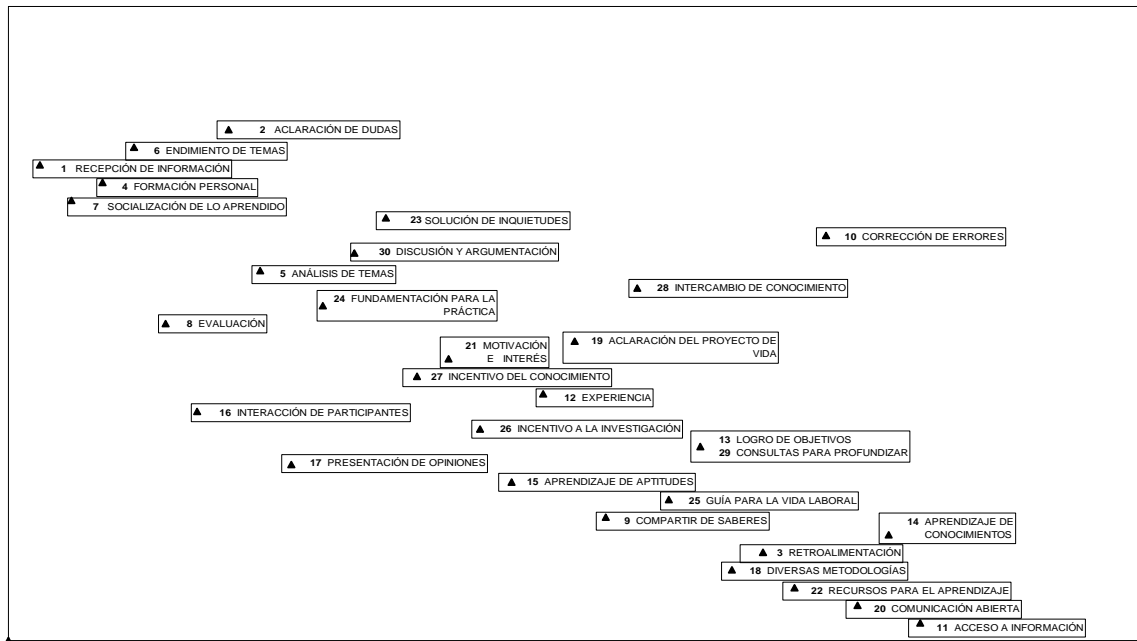 2 ACLARACIÓN DE DUDAS
6 ENDIMIENTO DE TEMAS
1 RECEPCIÓN DE INFORMACIÓN
4 FORMACIÓN PERSONAL
7 SOCIALIZACIÓN DE LO APRENDIDO
23 SOLUCIÓN DE INQUIETUDES
10 CORRECCIÓN DE ERRORES
30 DISCUSIÓN Y ARGUMENTACIÓN
5 ANÁLISIS DE TEMAS
28 INTERCAMBIO DE CONOCIMIENTO
24 FUNDAMENTACIÓN PARA LA
PRÁCTICA
8 EVALUACIÓN
21 MOTIVACIÓN
E INTERÉS
19 ACLARACIÓN DEL PROYECTO DE
VIDA
27 INCENTIVO DEL CONOCIMIENTO
12 EXPERIENCIA
16 INTERACCIÓN DE PARTICIPANTES
26 INCENTIVO A LA INVESTIGACIÓN
13 LOGRO DE OBJETIVOS
29 CONSULTAS PARA PROFUNDIZAR
17 PRESENTACIÓN DE OPINIONES
15 APRENDIZAJE DE APTITUDES
25 GUÍA PARA LA VIDA LABORAL
9 COMPARTIR DE SABERES
14 APRENDIZAJE DE
CONOCIMIENTOS
3 RETROALIMENTACIÓN
18 DIVERSAS METODOLOGÍAS
22 RECURSOS PARA EL APRENDIZAJE
20 COMUNICACIÓN ABIERTA
11 ACCESO A INFORMACIÓN